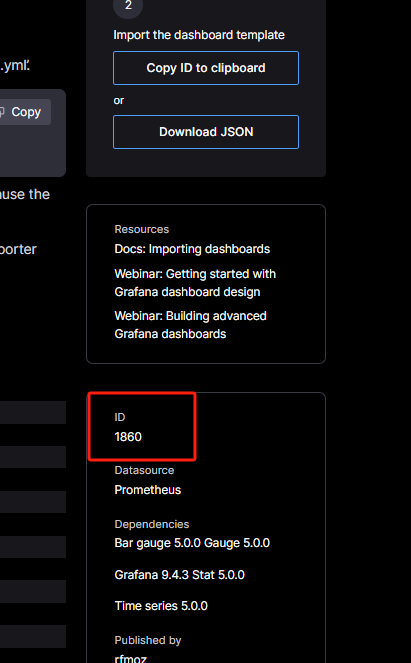 2
Import the dashboard template
.yml'.
Copy ID to clipboard
Copy
or
Download JSON
use the
Resources
Docs: Importing dashboards
porter
Webinar: Getting started with
Grafana dashboard design
Webinar: Building advanced
Grafana dashboards
ID
1860
Datasource
Prometheus
Dependencies
Bar gauge 5.0.0 Gauge 5.0.0
Grafana 9.4.3 Stat 5.0.0
Time series 5.0.0
Published by
rfmoz